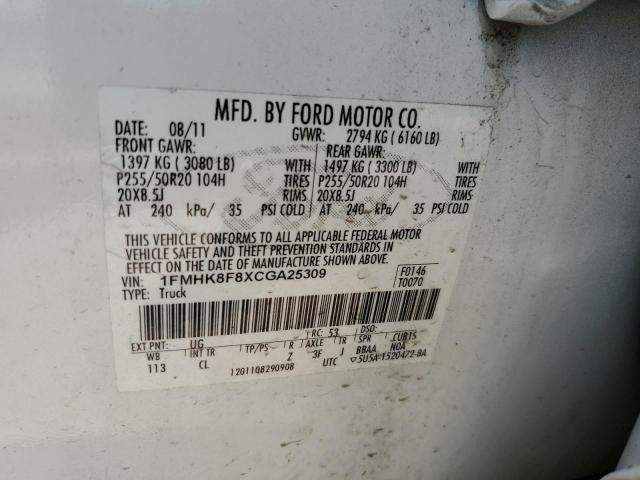 MFD. BY FORD MOTOR CO.
DATE: 08/11 GVWR: 2794 KG ( 6160 LB)
FRONT GAWR: REAR GAWR:
1397 KG ( 3080 LB) WITH 1497 KG ( 3300 LB) WITH
P255/50R20 104H TIRES P255/50R20 104H TIRES
20X8.5J RIMS 20X8.5J RIMS
AT 240 kPa/ 35 PSI COLD AT 240 kPa/ 35 PSI COLD
THIS VEHICLE CONFORMS TO ALL APPLICABLE FEDERAL MOTOR
VEHICLE SAFETY AND THEFT PREVENTION STANDARDS IN
EFFECT ON THE DATE OF MANUFACTURE SHOWN ABOVE.
VIN: 1FMHK8F8XCGA25309 F0146
TYPE: Truck T0070
EXT PNT: UG RC: 53 DSO:
WB INT TR TP/PS R AXLE TR SPR CUBTS
113 CL Z 3F J BBAA NOA
1201108290908 UTC 5U5A-1520472-BA